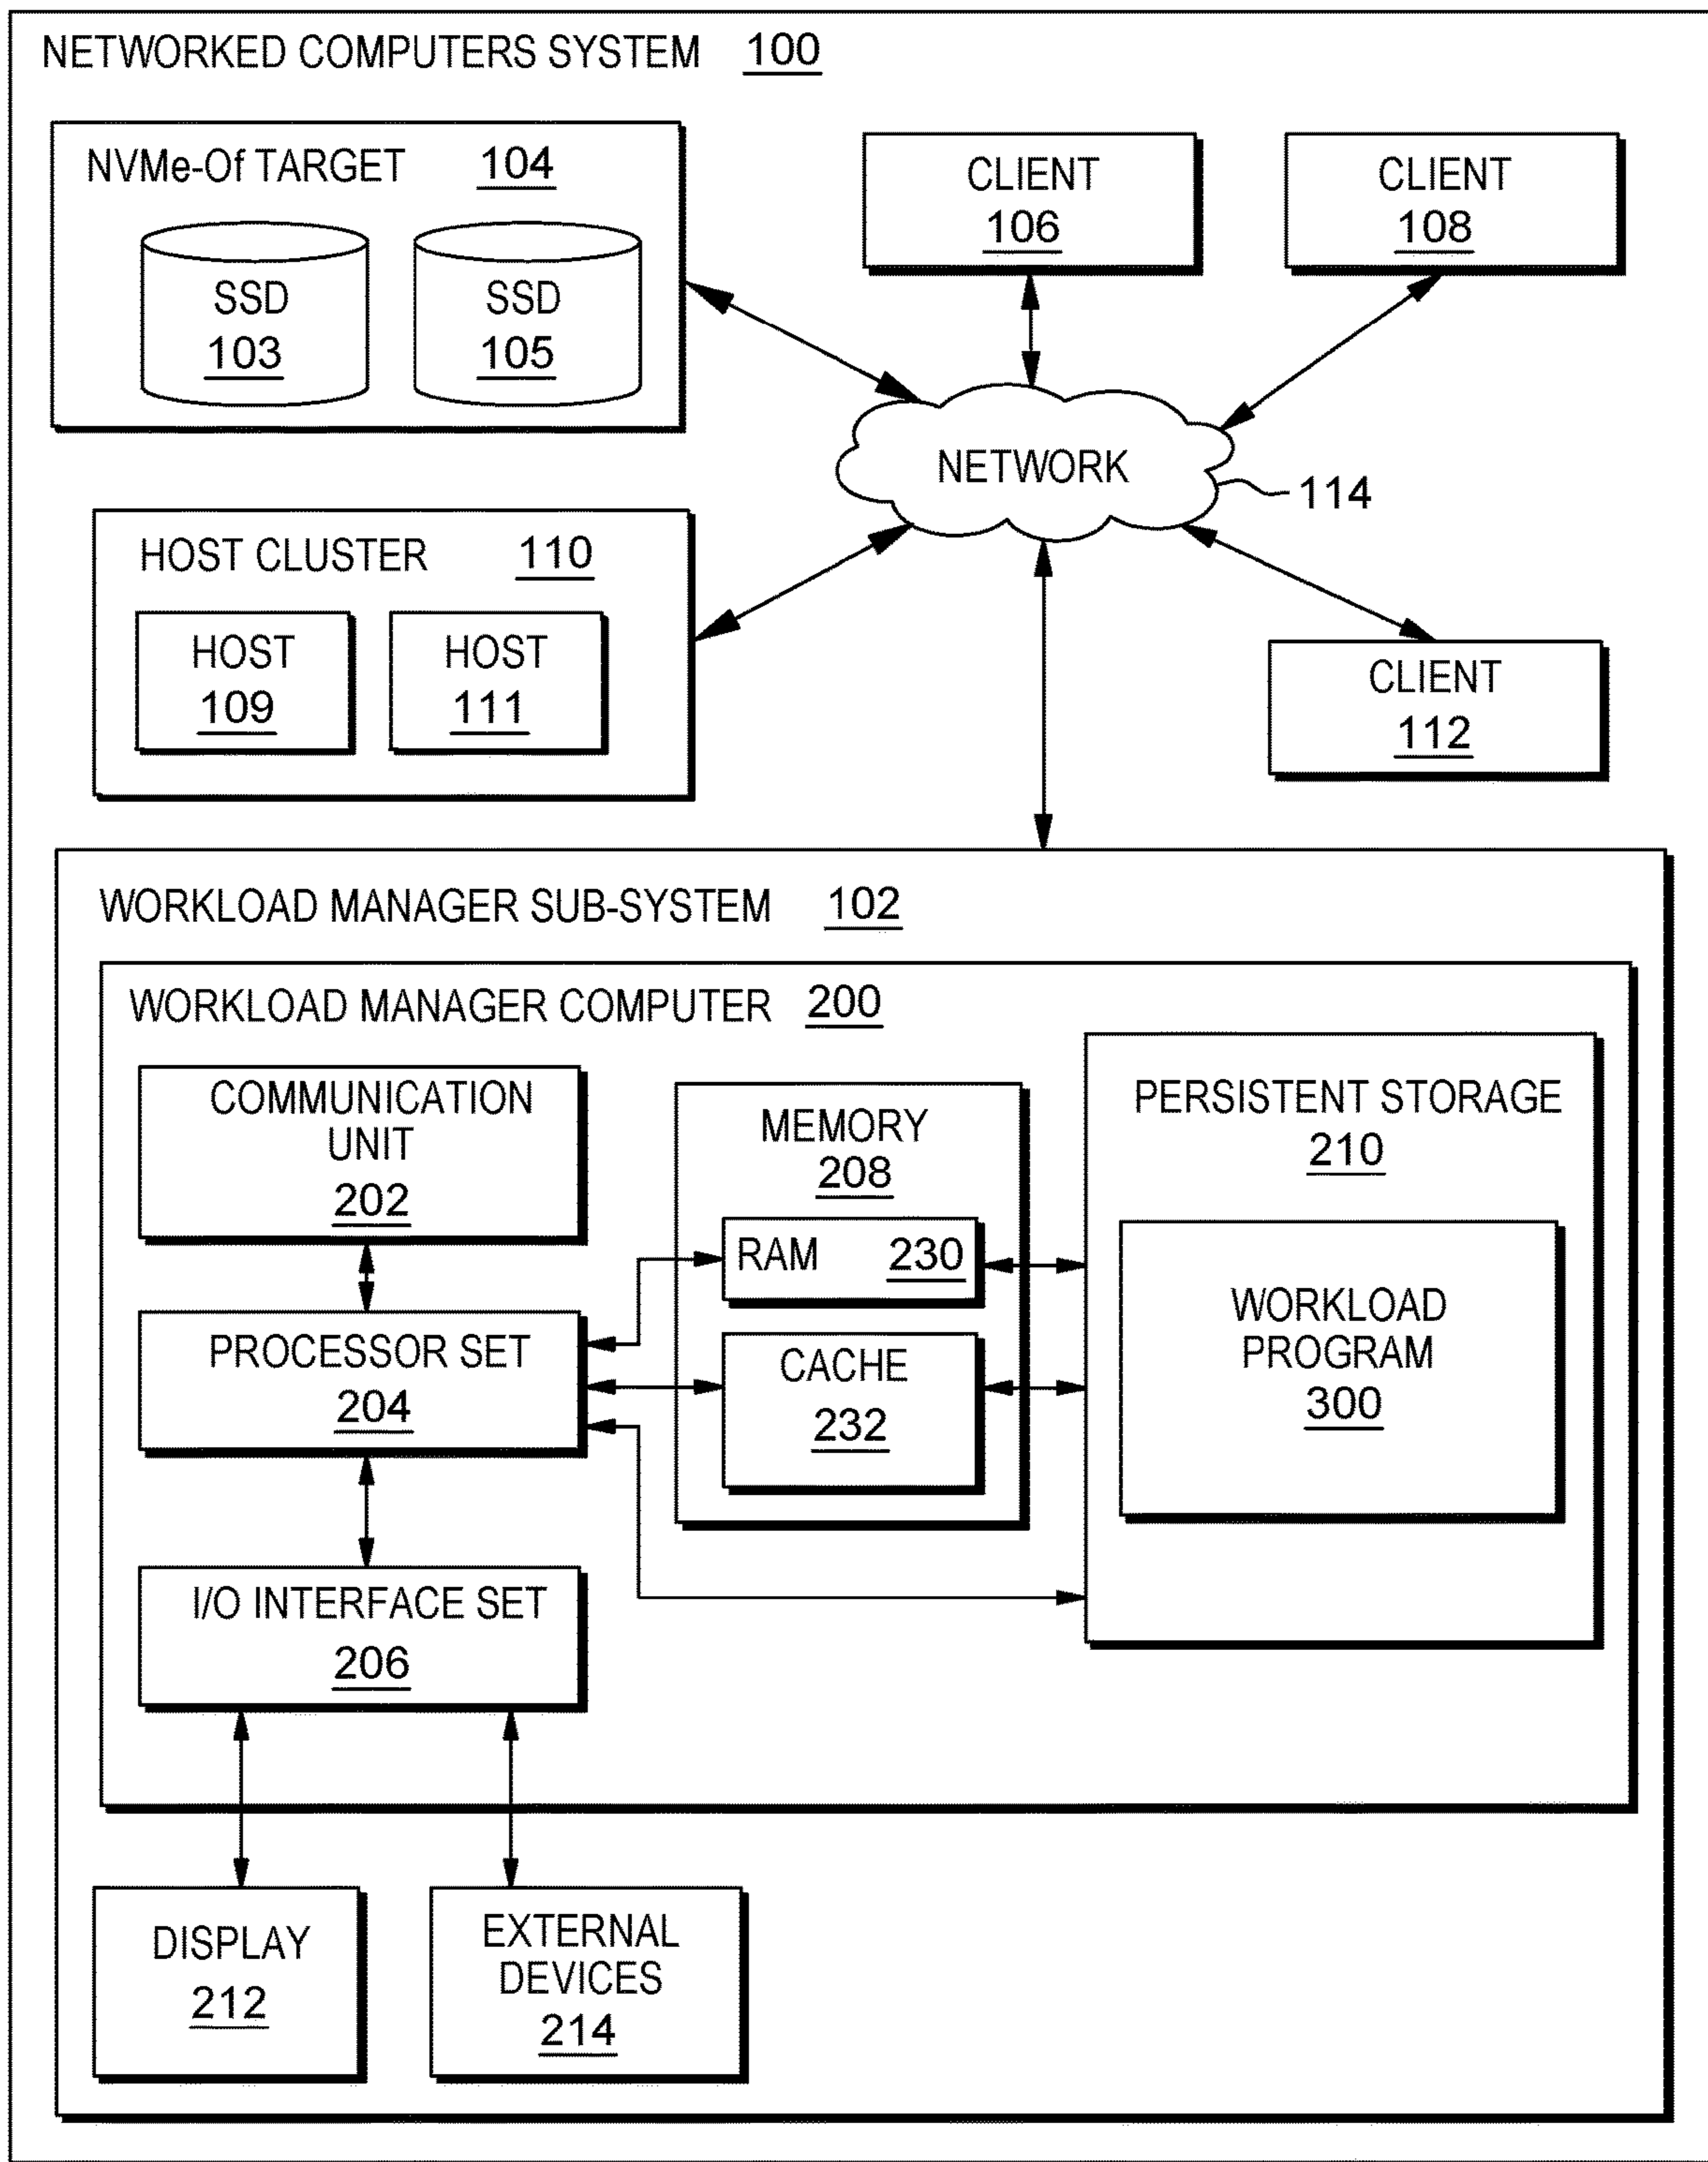 NETWORKED COMPUTERS SYSTEM 100
NVMe-Of TARGET 104
SSD
103
SSD
105
CLIENT
106
CLIENT
108
NETWORK
114
HOST CLUSTER 110
HOST
109
HOST
111
CLIENT
112
WORKLOAD MANAGER SUB-SYSTEM 102
WORKLOAD MANAGER COMPUTER 200
COMMUNICATION
UNIT
202
PROCESSOR SET
204
I/O INTERFACE SET
206
MEMORY
208
RAM 230
CACHE
232
PERSISTENT STORAGE
210
WORKLOAD
PROGRAM
300
DISPLAY
212
EXTERNAL
DEVICES
214